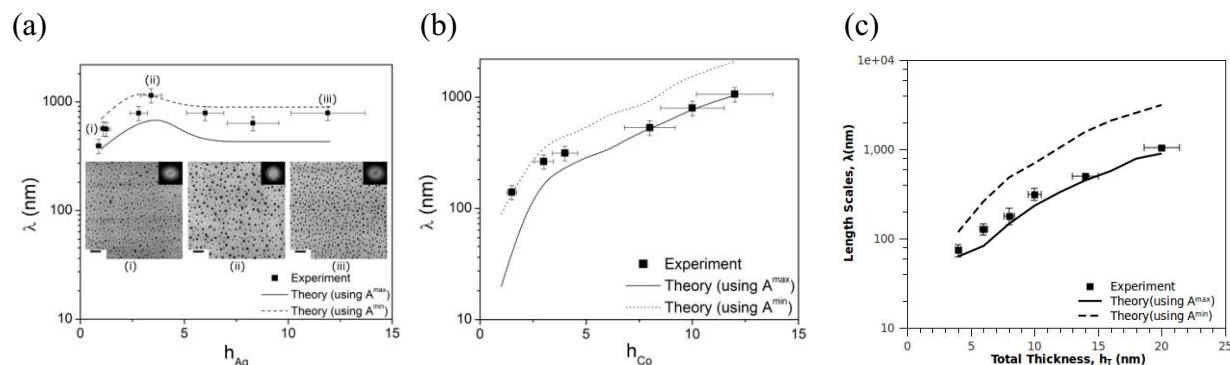 (a)
(b)
(c)
1000
100
10
λ (nm)
(i)
(ii)
(iii)
(i)
(ii)
(iii)
Experiment
Theory (using A^max)
Theory (using A^min)
0
5
10
15
h_Ag
1000
100
10
λ (nm)
Experiment
Theory (using A^max)
Theory (using A^min)
0
5
10
15
h_Co
1e+04
1,000
100
10
Length Scales, λ(nm)
Experiment
Theory(using A^max)
Theory(using A^min)
0
5
10
15
20
25
Total Thickness, h_T (nm)